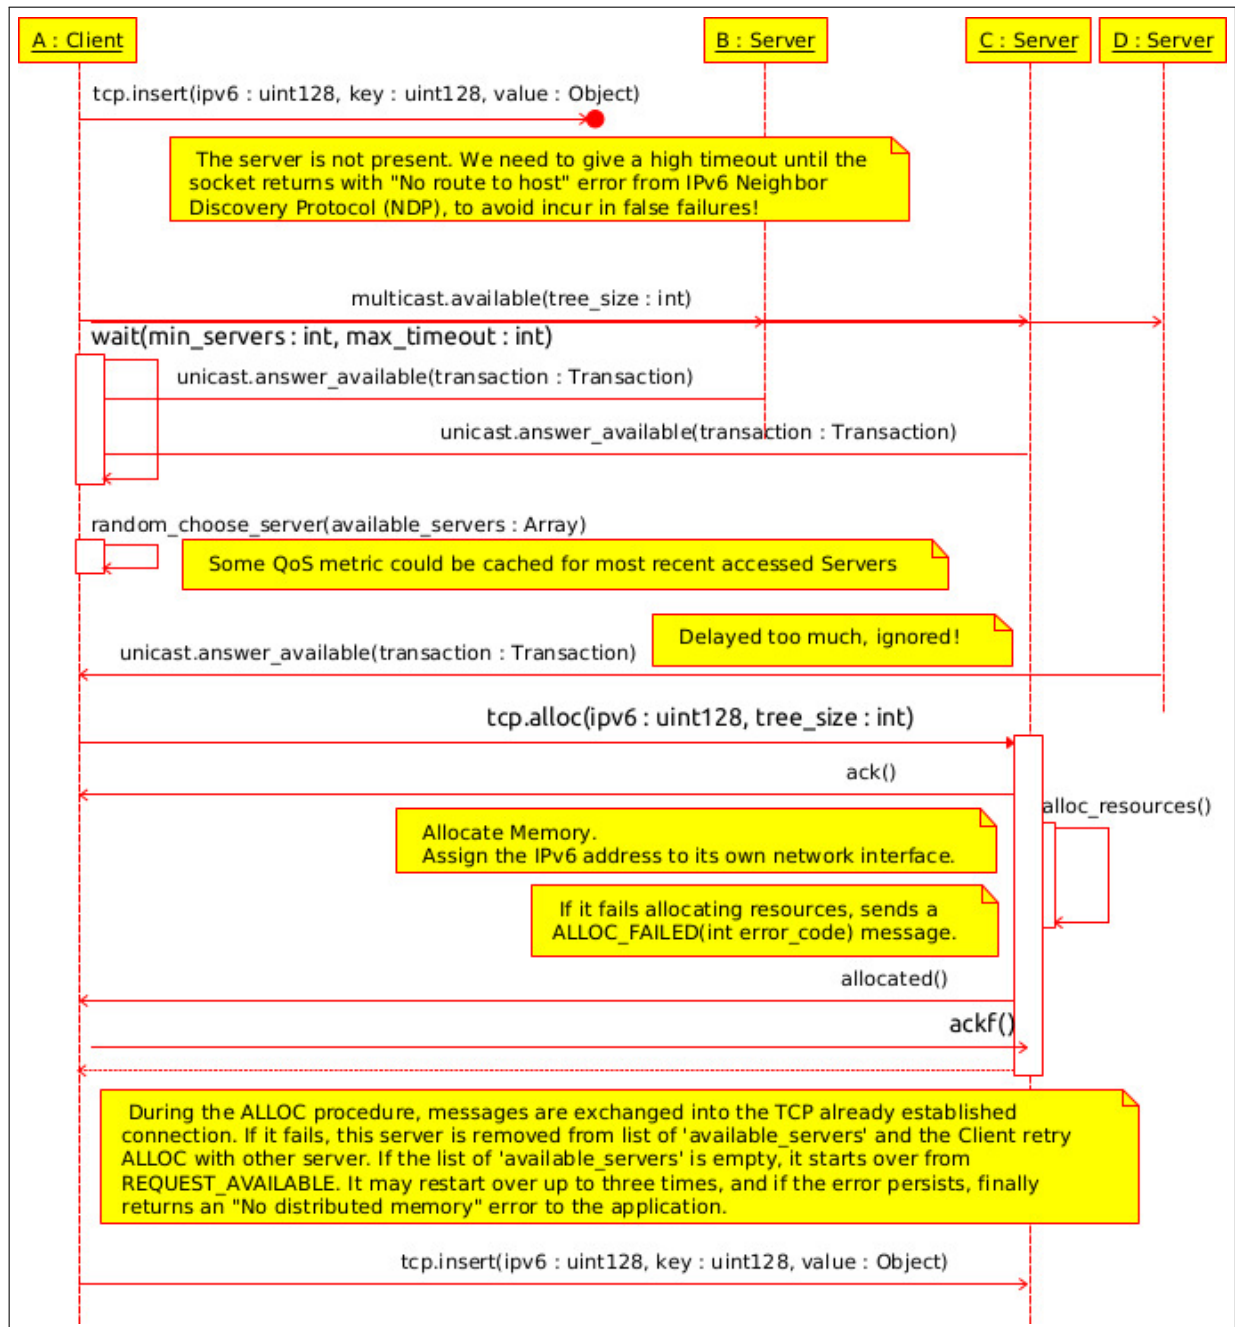 A : Client
B : Server
C : Server
D : Server
tcp.insert(ipv6 : uint128, key : uint128, value : Object)
The server is not present. We need to give a high timeout until the
socket returns with "No route to host" error from IPv6 Neighbor
Discovery Protocol (NDP), to avoid incur in false failures!
multicast.available(tree_size : int)
wait(min_servers : int, max_timeout : int)
unicast.answer_available(transaction : Transaction)
unicast.answer_available(transaction : Transaction)
random_choose_server(available_servers : Array)
Some QoS metric could be cached for most recent accessed Servers
Delayed too much, ignored!
unicast.answer_available(transaction : Transaction)
tcp.alloc(ipv6 : uint128, tree_size : int)
ack()
alloc_resources()
Allocate Memory.
Assign the IPv6 address to its own network interface.
If it fails allocating resources, sends a
ALLOC_FAILED(int error_code) message.
allocated()
ackf()
During the ALLOC procedure, messages are exchanged into the TCP already established
connection. If it fails, this server is removed from list of 'available_servers' and the Client retry
ALLOC with other server. If the list of 'available_servers' is empty, it starts over from
REQUEST_AVAILABLE. It may restart over up to three times, and if the error persists, finally
returns an "No distributed memory" error to the application.
tcp.insert(ipv6 : uint128, key : uint128, value : Object)